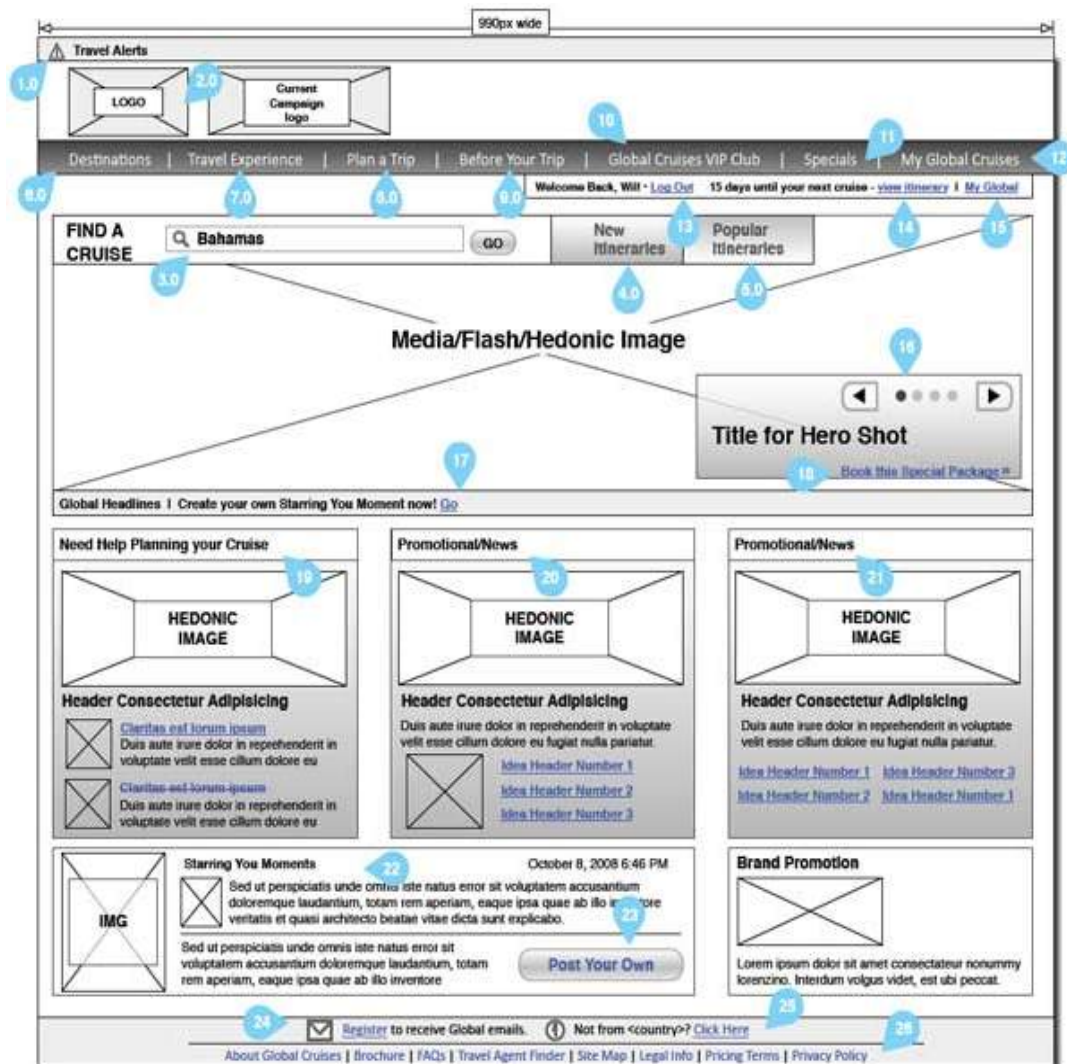 990px wide
Travel Alerts
1.0
2.0
LOGO
Current
Campaign
logo
10
11
Destinations | Travel Experience | Plan a Trip | Before Your Trip | Global Cruises VIP Club | Specials | My Global Cruises
12
6.0
7.0
8.0
9.0
Welcome Back, Will • Log Out 15 days until your next cruise - view itinerary | My Global
13
14
15
FIND A
CRUISE
Bahamas
GO
New
Itineraries
Popular
Itineraries
3.0
4.0
5.0
Media/Flash/Hedonic Image
16
Title for Hero Shot
18
Book this Special Package »
17
Global Headlines | Create your own Starring You Moment now! Go
Need Help Planning your Cruise
19
HEDONIC
IMAGE
Header Consectetur Adipisicing
Claritas est lorum ipsum
Duis aute irure dolor in reprehenderit in
voluptate velit esse cillum dolore eu
Claritas est lorum ipsum
Duis aute irure dolor in reprehenderit in
voluptate velit esse cillum dolore eu
Promotional/News
20
HEDONIC
IMAGE
Header Consectetur Adipisicing
Duis aute irure dolor in reprehenderit in voluptate
velit esse cillum dolore eu fugiat nulla pariatur.
Idea Header Number 1
Idea Header Number 2
Idea Header Number 3
Promotional/News
21
HEDONIC
IMAGE
Header Consectetur Adipisicing
Duis aute irure dolor in reprehenderit in voluptate
velit esse cillum dolore eu fugiat nulla pariatur.
Idea Header Number 1 Idea Header Number 3
Idea Header Number 2 Idea Header Number 1
IMG
Starring You Moments
22
October 8, 2008 6:46 PM
Sed ut perspiciatis unde omnis iste natus error sit voluptatem accusantium
doloremque laudantium, totam rem aperiam, eaque ipsa quae ab illo inventore
veritatis et quasi architecto beatae vitae dicta sunt explicabo.
23
Sed ut perspiciatis unde omnis iste natus error sit
voluptatem accusantium doloremque laudantium, totam
rem aperiam, eaque ipsa quae ab illo inventore
Post Your Own
Brand Promotion
Lorem ipsum dolor sit amet consectateur nonummy
lorenzino. Interdum volgus videt, est ubi peccat.
24
Register to receive Global emails.
Not from <country>? Click Here
25
26
About Global Cruises | Brochure | FAQs | Travel Agent Finder | Site Map | Legal Info | Pricing Terms | Privacy Policy